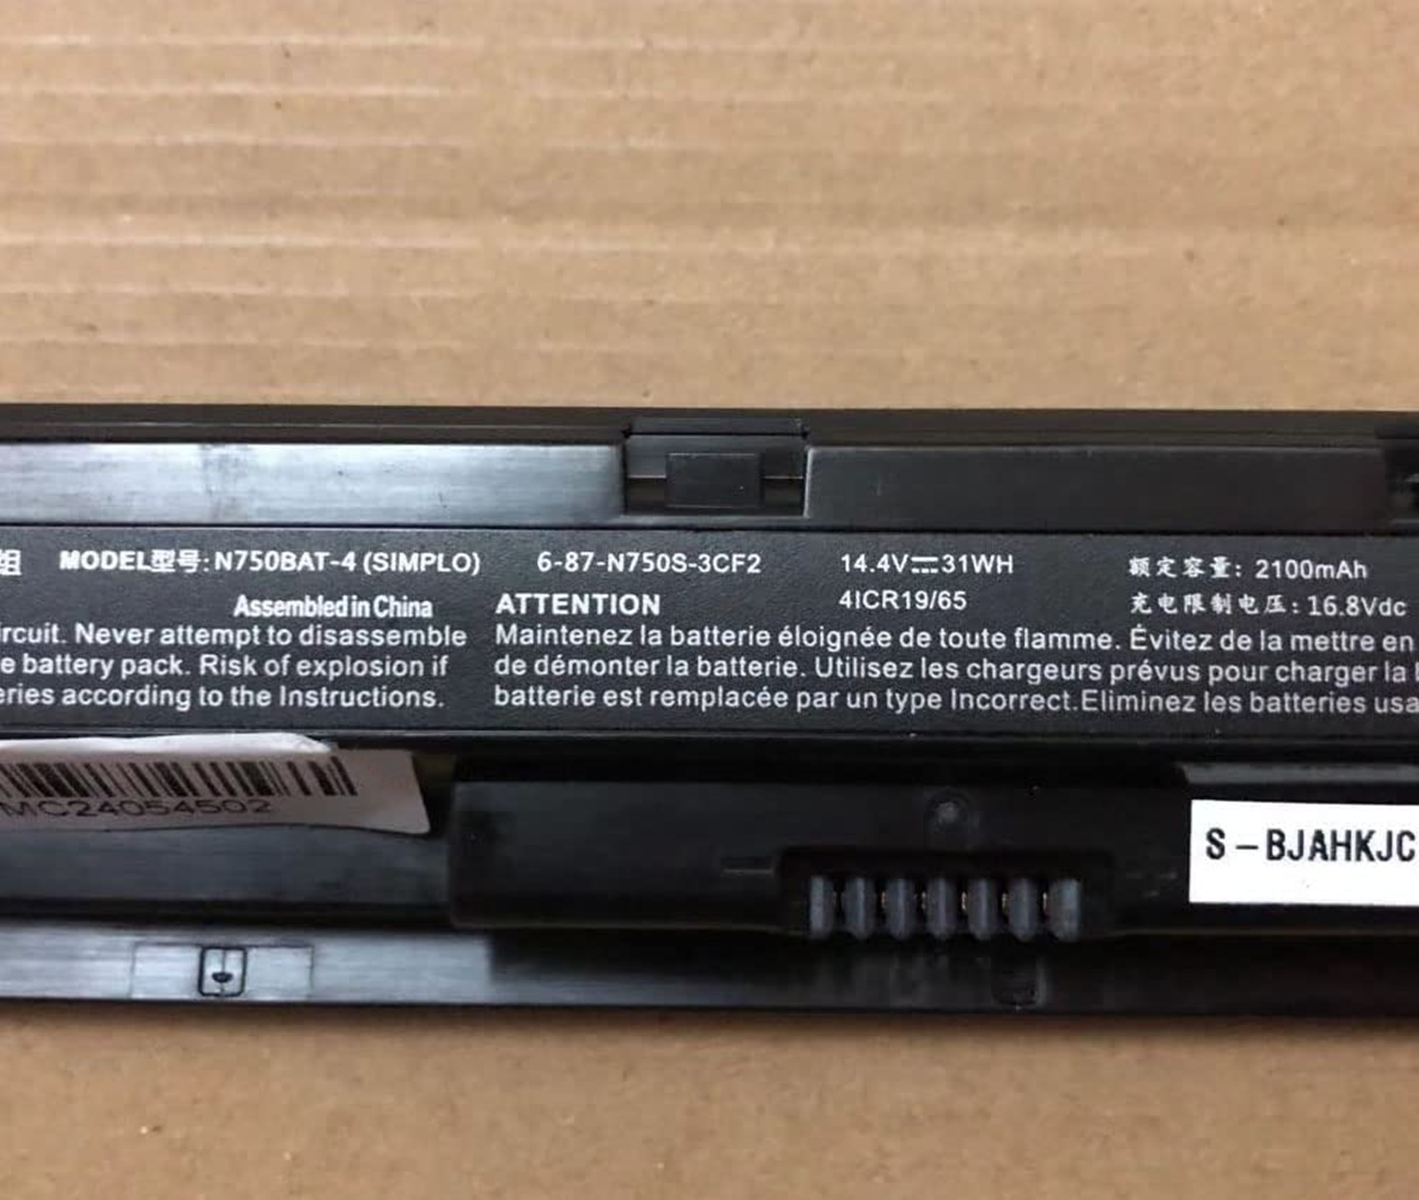 组 MODEL型号: N750BAT-4 (SIMPLO) 6-87-N750S-3CF2 14.4V⎓31WH 额定容量: 2100mAh
Assembled in China ATTENTION 4ICR19/65 充电限制电压: 16.8Vdc
ircuit. Never attempt to disassemble
e battery pack. Risk of explosion if
eries according to the Instructions.
Maintenez la batterie éloignée de toute flamme. Évitez de la mettre en
de démonter la batterie. Utilisez les chargeurs prévus pour charger la
batterie est remplacée par un type Incorrect.Eliminez les batteries usa
MC24054502
S-BJAHKJC